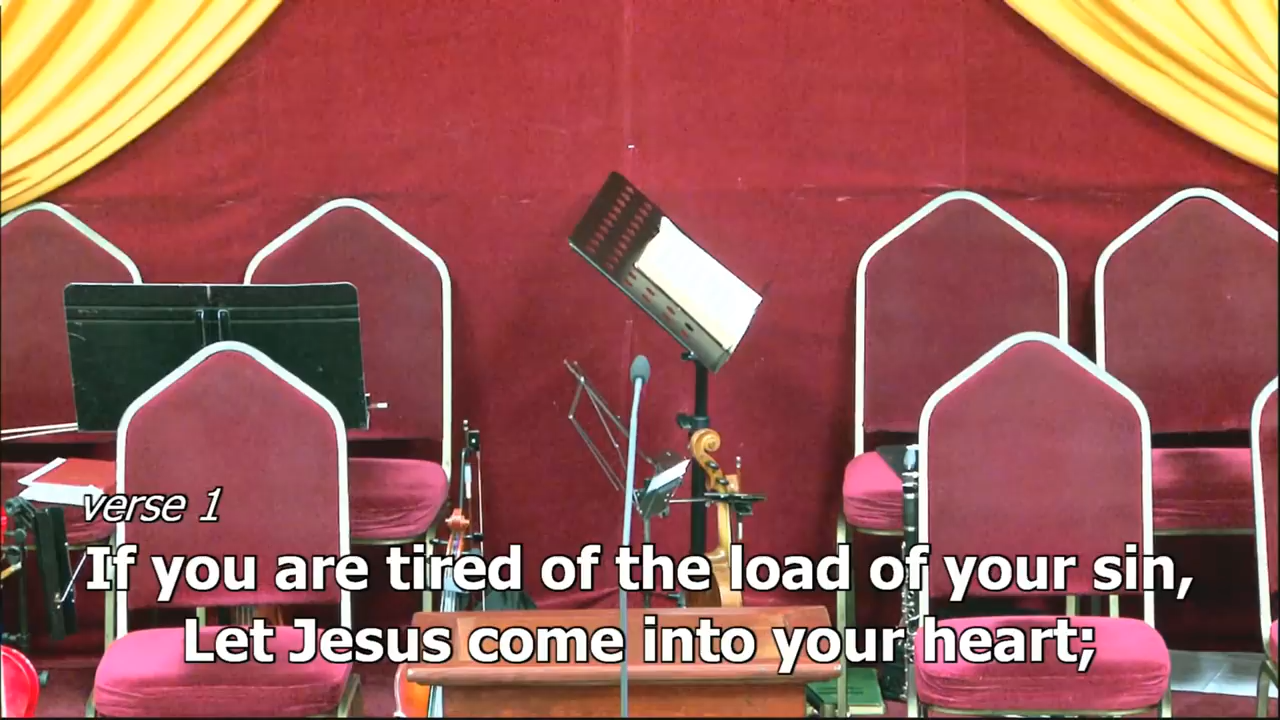 verse 1
If you are tired of the load of your sin,
Let Jesus come into your heart;